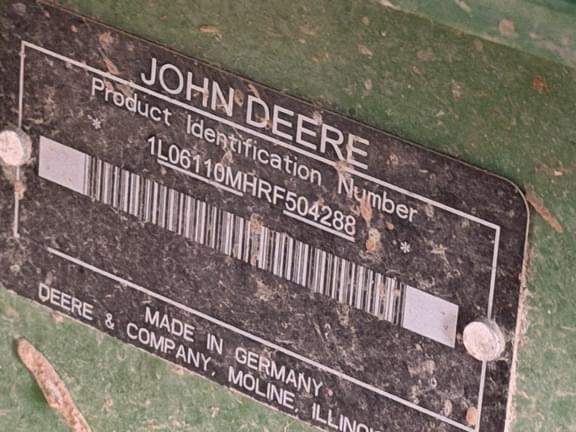 JOHN DEERE
Product Identification Number
* 1L06110MHRF504288 *
MADE IN GERMANY
DEERE & COMPANY, MOLINE,